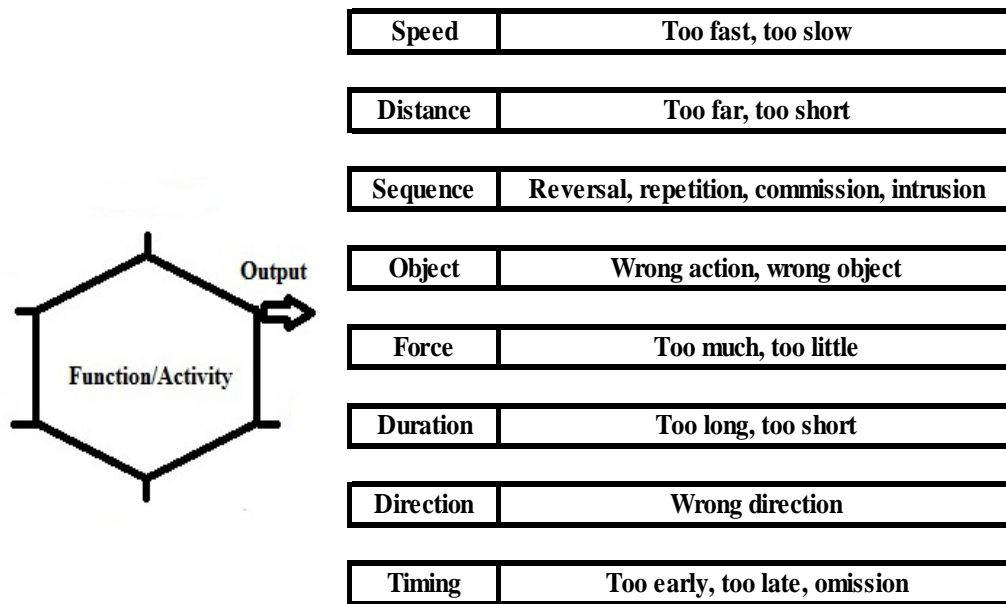 Speed Too fast, too slow
Distance Too far, too short
Sequence Reversal, repetition, commission, intrusion
Output
Object Wrong action, wrong object
Force Too much, too little
Function/Activity
Duration Too long, too short
Direction Wrong direction
Timing Too early, too late, omission